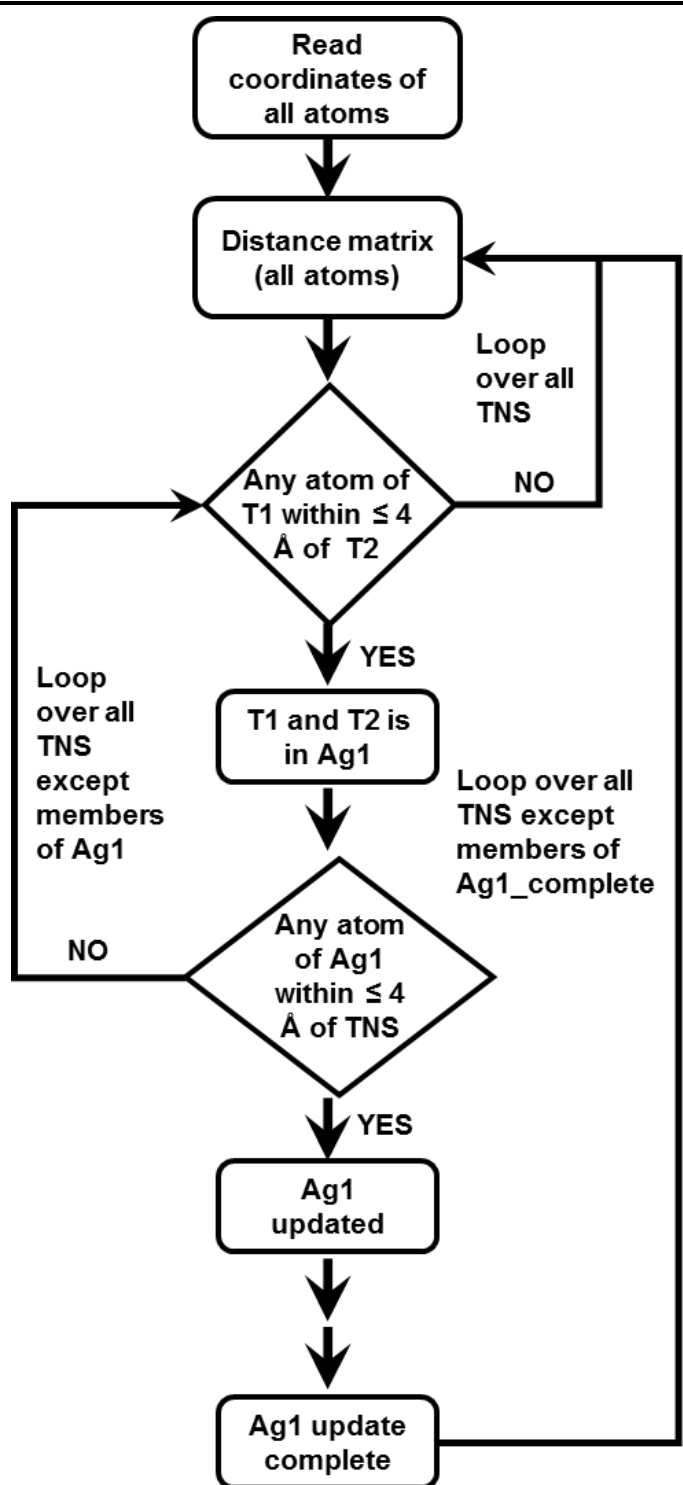 Read
coordinates of
all atoms
Distance matrix
(all atoms)
Loop
over all
TNS
Any atom of
T1 within ≤ 4
Å of T2
NO
YES
Loop
over all
TNS
except
members
of Ag1
T1 and T2 is
in Ag1
Loop over all
TNS except
members of
Ag1_complete
Any atom
of Ag1
within ≤ 4
Å of TNS
NO
YES
Ag1
updated
Ag1 update
complete